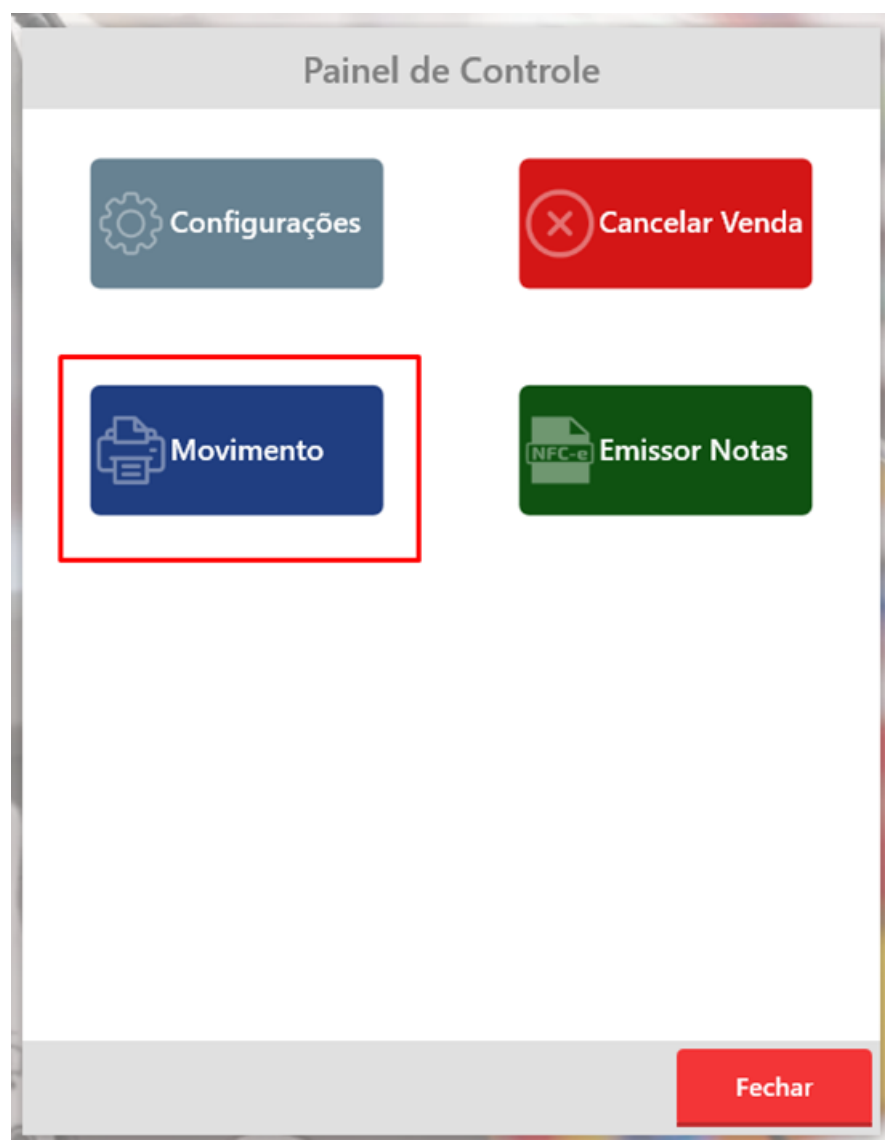 Painel de Controle
Configurações
Cancelar Venda
Movimento
NFC-e
Emissor Notas
Fechar